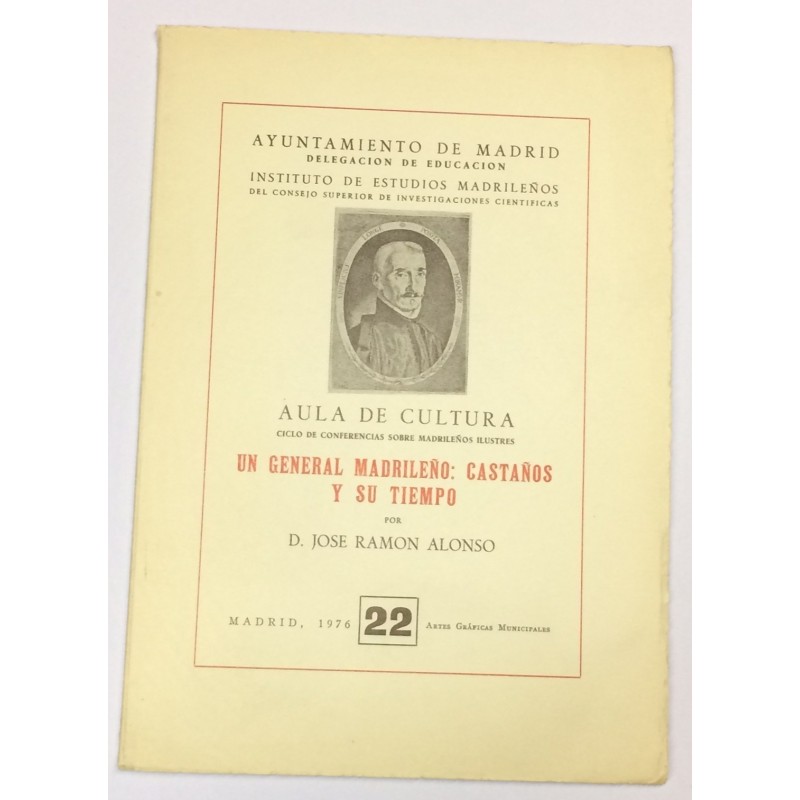 AYUNTAMIENTO DE MADRID
DELEGACION DE EDUCACION
INSTITUTO DE ESTUDIOS MADRILEÑOS
DEL CONSEJO SUPERIOR DE INVESTIGACIONES CIENTIFICAS
AULA DE CULTURA
CICLO DE CONFERENCIAS SOBRE MADRILEÑOS ILUSTRES
UN GENERAL MADRILEÑO: CASTAÑOS
Y SU TIEMPO
POR
D. JOSE RAMON ALONSO
MADRID, 1976 22 ARTES GRÁFICAS MUNICIPALES